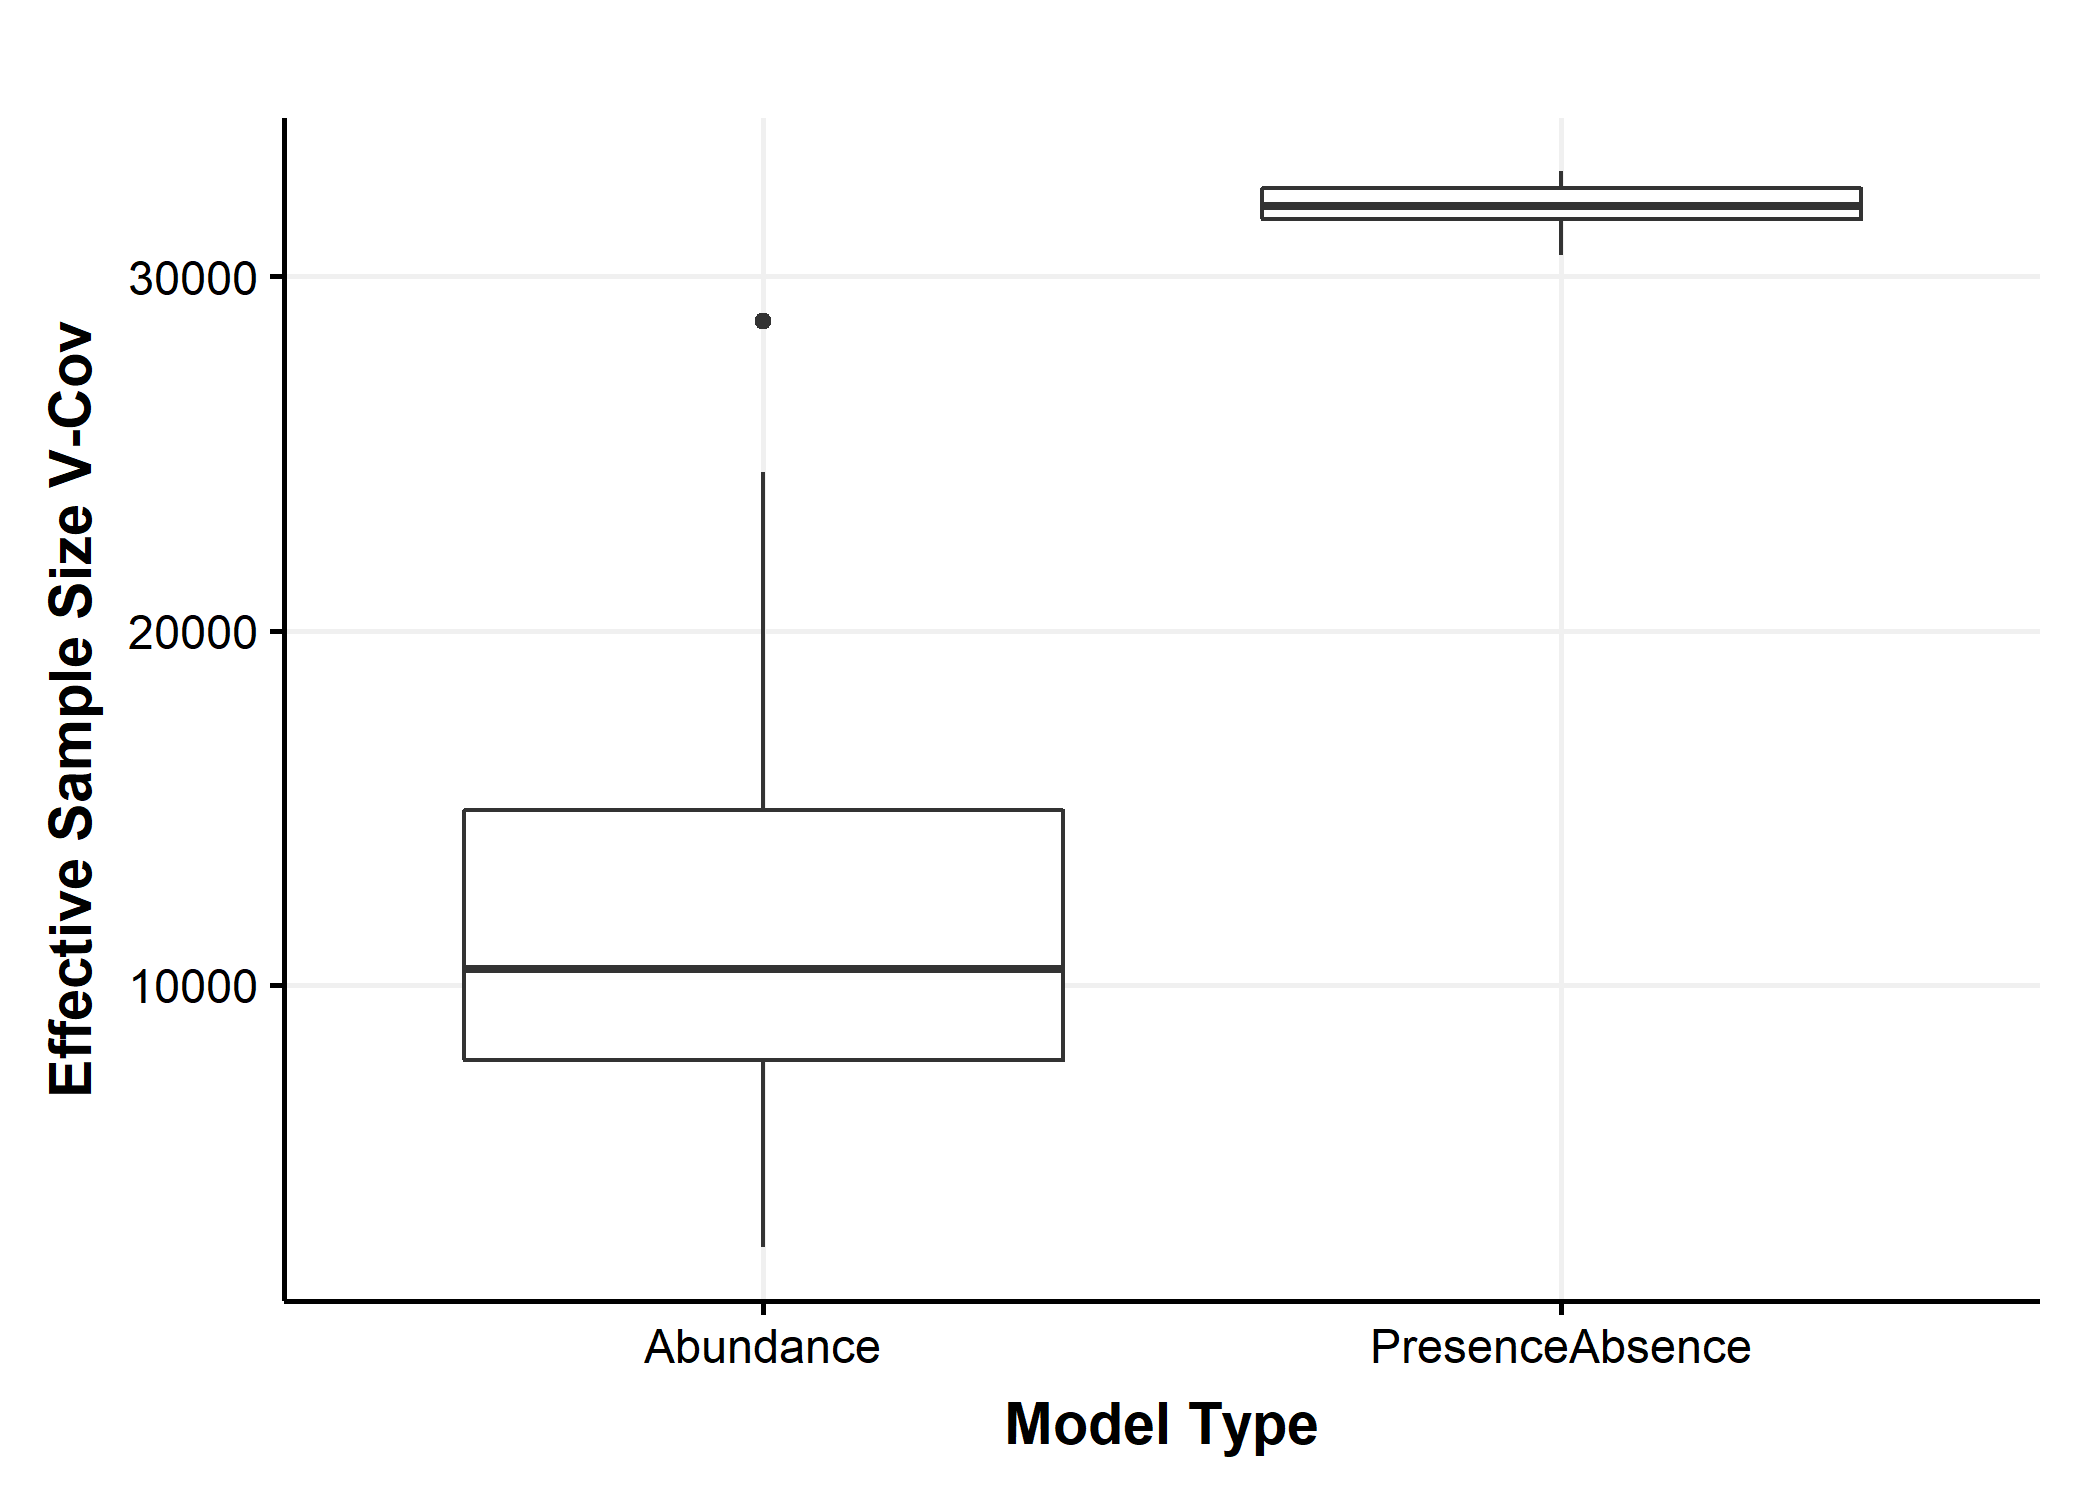 Effective Sample Size V-Cov
30000
20000
10000
Abundance
PresenceAbsence
Model Type